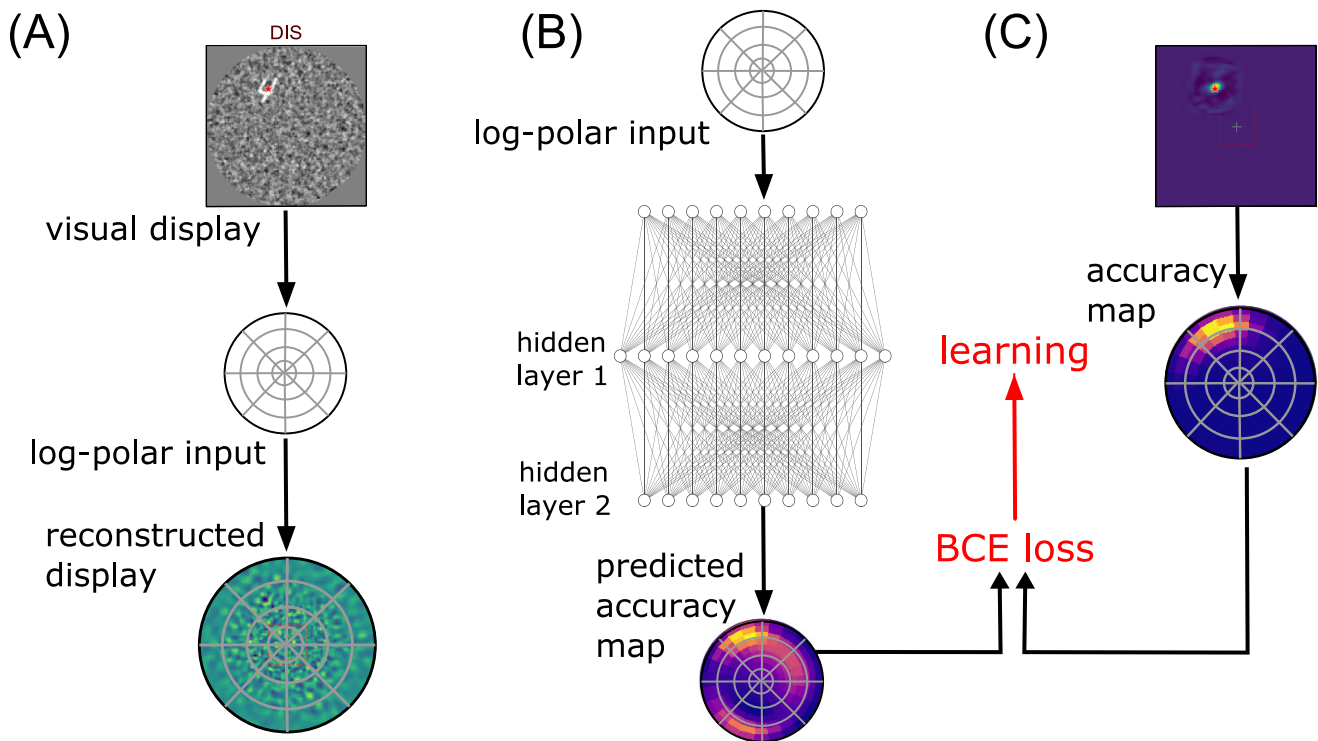 (A)
DIS
visual display
log-polar input
reconstructed
display
(B)
log-polar input
hidden
layer 1
hidden
layer 2
predicted
accuracy
map
(C)
accuracy
map
learning
BCE loss